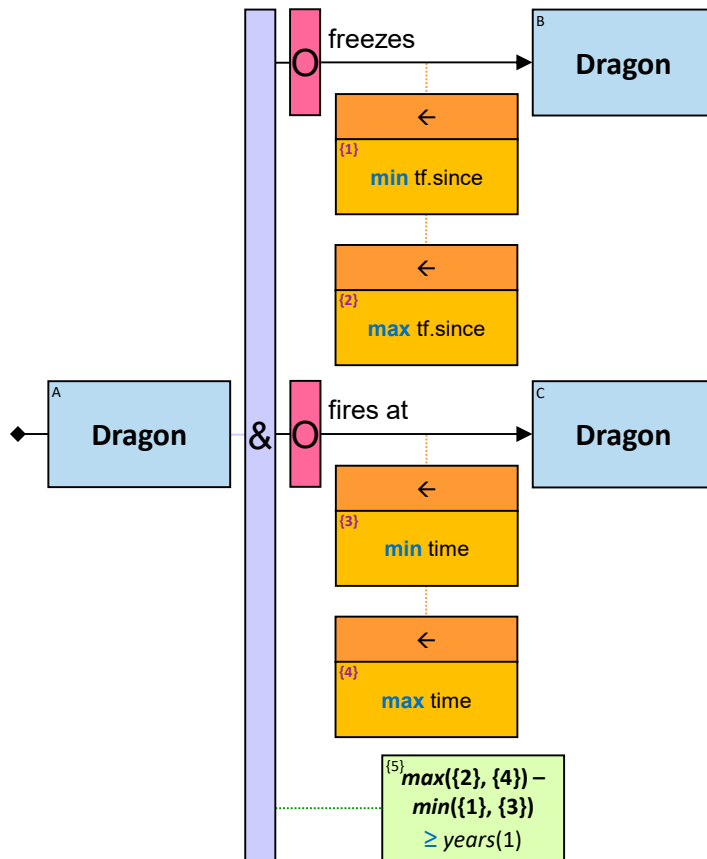 O freezes
B
Dragon
←
{1}
min tf.since
←
{2}
max tf.since
A
Dragon
&
O fires at
C
Dragon
←
{3}
min time
←
{4}
max time
{5}
max({2}, {4}) –
min({1}, {3})
≥ years(1)